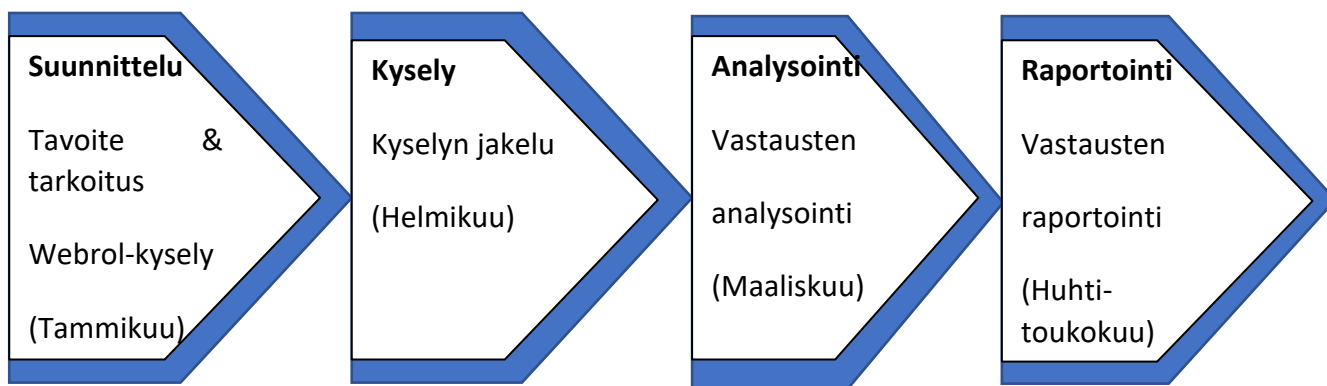 Suunnittelu
Tavoite &
tarkoitus
Webrol-kysely
(Tammikuu)
Kysely
Kyselyn jakelu
(Helmikuu)
Analysointi
Vastausten
analysointi
(Maaliskuu)
Raportointi
Vastausten
raportointi
(Huhti-
toukokuu)